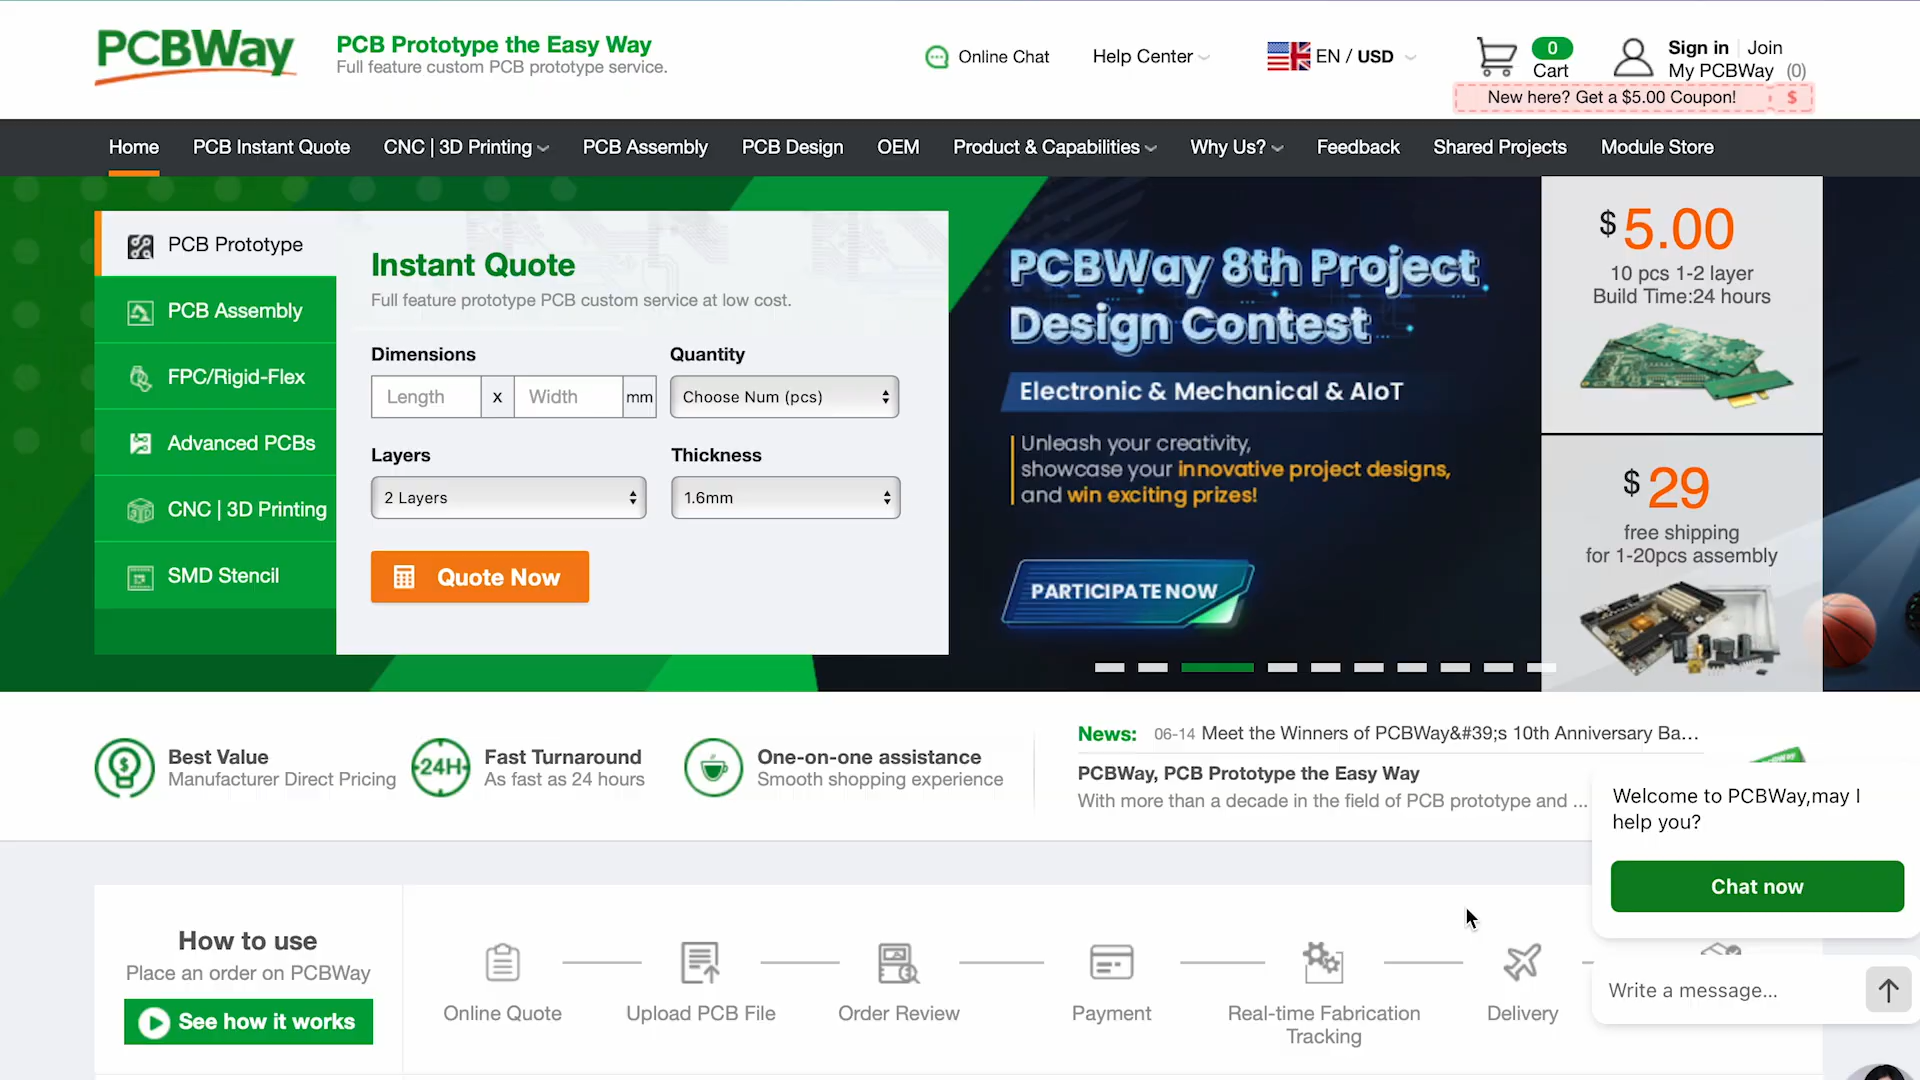 PCBWay
PCB Prototype the Easy Way
Full feature custom PCB prototype service.
Online Chat
Help Center
EN / USD
0
Cart
Sign in
Join
My PCBWay (0)
New here? Get a $5.00 Coupon!
$
Home
PCB Instant Quote
CNC | 3D Printing
PCB Assembly
PCB Design
OEM
Product & Capabilities
Why Us?
Feedback
Shared Projects
Module Store
PCB Prototype
PCB Assembly
FPC/Rigid-Flex
Advanced PCBs
CNC | 3D Printing
SMD Stencil
Instant Quote
Full feature prototype PCB custom service at low cost.
Dimensions
Quantity
Length x Width mm
Choose Num (pcs)
Layers
Thickness
2 Layers
1.6mm
Quote Now
PCBWay 8th Project
Design Contest
Electronic & Mechanical & AIoT
Unleash your creativity,
showcase your innovative project designs,
and win exciting prizes!
PARTICIPATE NOW
$ 5.00
10 pcs 1-2 layer
Build Time:24 hours
$ 29
free shipping
for 1-20pcs assembly
Best Value
Manufacturer Direct Pricing
24H
Fast Turnaround
As fast as 24 hours
One-on-one assistance
Smooth shopping experience
News: 06-14 Meet the Winners of PCBWay&#39;s 10th Anniversary Ba...
PCBWay, PCB Prototype the Easy Way
With more than a decade in the field of PCB prototype and ...
Welcome to PCBWay,may I
help you?
Chat now
Write a message...
How to use
Place an order on PCBWay
See how it works
Online Quote
Upload PCB File
Order Review
Payment
Real-time Fabrication
Tracking
Delivery